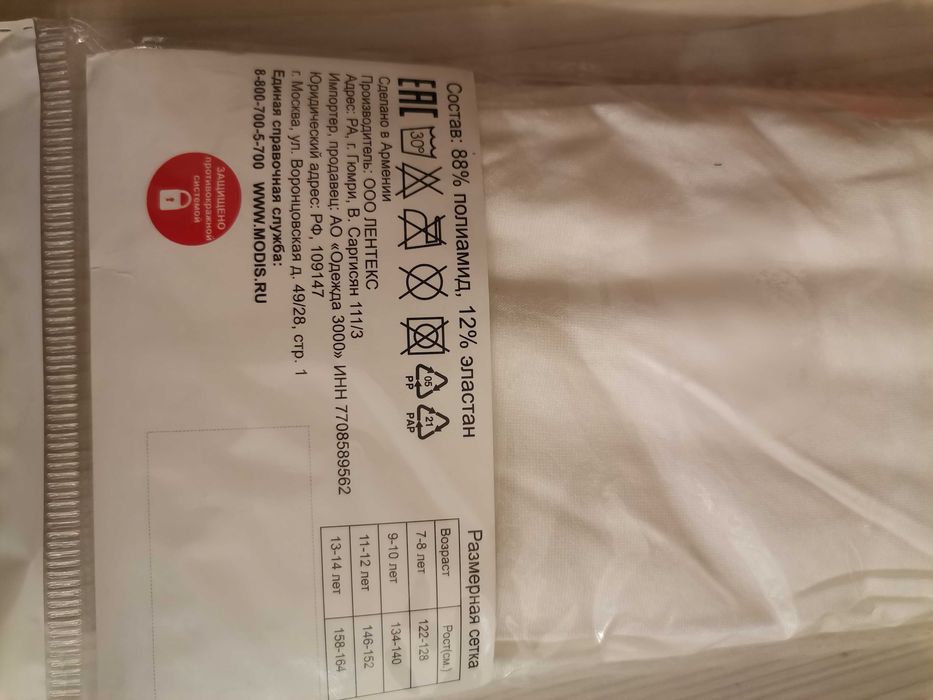 Состав: 88% полиамид, 12% эластан
EAC 30° 05 PP 21 PAP
Сделано в Армении
Производитель: ООО ЛЕНТЕКС
Адрес: РА, г. Гюмри, В. Саргисян 111/3
Импортер, продавец: АО «Одежда 3000» ИНН 7708589562
Юридический адрес: РФ, 109147
г. Москва, ул. Воронцовская д. 49/28, стр. 1
Единая справочная служба:
8-800-700-5-700 WWW.MODIS.RU
ЗАЩИЩЕНО
противокражной
системой
Размерная сетка
Возраст Рост(см.)
7-8 лет 122-128
9-10 лет 134-140
11-12 лет 146-152
13-14 лет 158-164